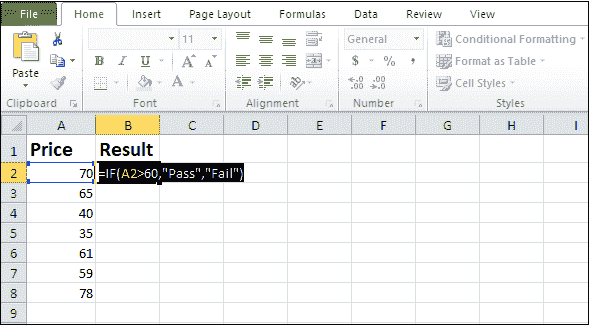 File Home Insert Page Layout Formulas Data Review View
Paste
11 A A
B I U A
General
$ % ,
Conditional Formatting
Format as Table
Cell Styles
Clipboard Font Alignment Number Styles
A B C D E F G H I
1 Price Result
2 70 =IF(A2>60,"Pass","Fail")
3 65
4 40
5 35
6 61
7 59
8 78
9